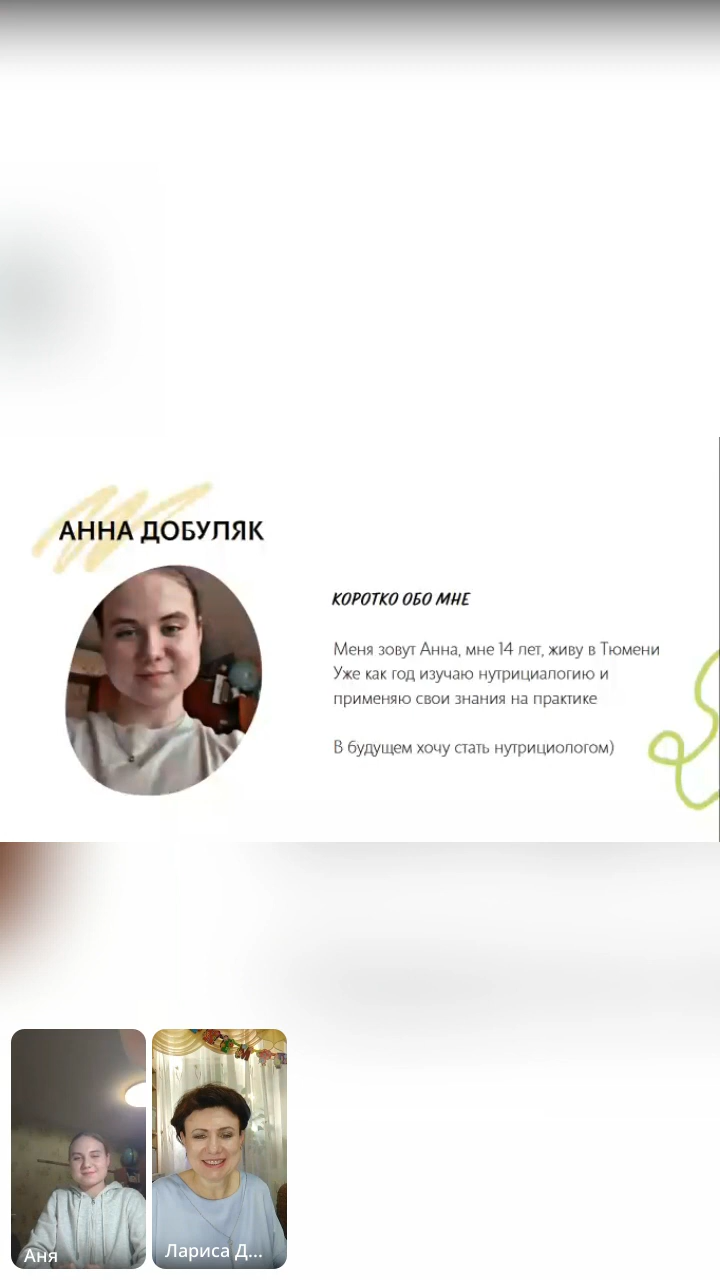 АННА ДОБУЛЯК
КОРОТКО ОБО МНЕ
Меня зовут Анна, мне 14 лет, живу в Тюмени
Уже как год изучаю нутрициалогию и
применяю свои знания на практике
В будущем хочу стать нутрициологом)
Аня
Лариса Д...